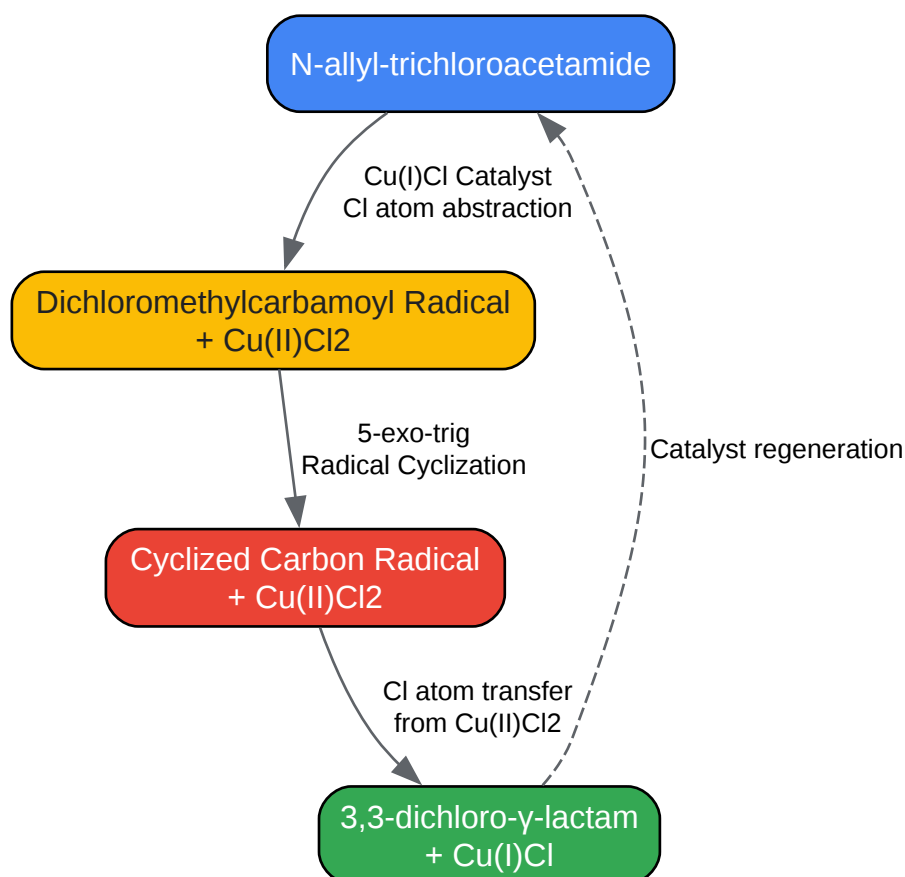 N-allyl-trichloroacetamide
Cu(I)Cl Catalyst
Cl atom abstraction
Dichloromethylcarbamoyl Radical
+ Cu(II)Cl2
5-exo-trig
Radical Cyclization
Catalyst regeneration
Cyclized Carbon Radical
+ Cu(II)Cl2
Cl atom transfer
from Cu(II)Cl2
3,3-dichloro-γ-lactam
+ Cu(I)Cl